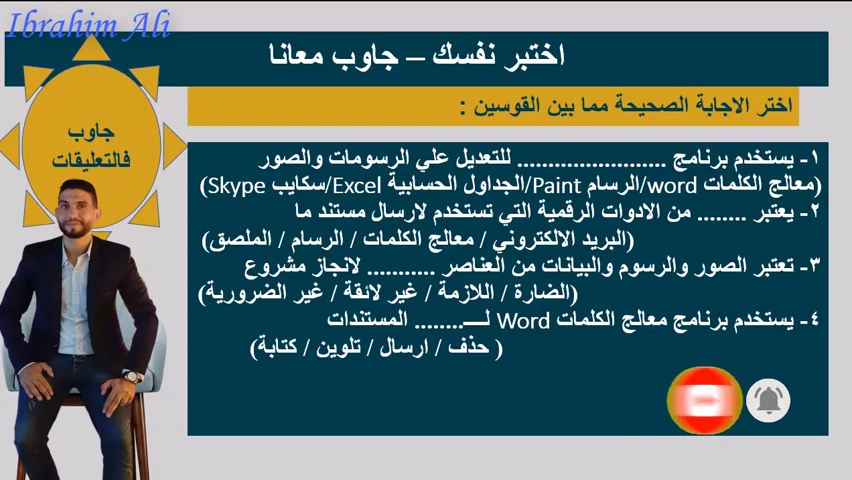 Ibrahim Ali
اختبر نفسك – جاوب معانا
جاوب
فالتعليقات
اختر الاجابة الصحيحة مما بين القوسين :
١- يستخدم برنامج ........................ للتعديل علي الرسومات والصور
(معالج الكلمات word/الرسام Paint/الجداول الحسابية Excel/سكايب Skype)
٢- يعتبر ........ من الادوات الرقمية التي تستخدم لارسال مستند ما
(البريد الالكتروني / معالج الكلمات / الرسام / الملصق)
٣- تعتبر الصور والرسوم والبيانات من العناصر ........... لانجاز مشروع
(الضارة / اللازمة / غير لائقة / غير الضرورية)
٤- يستخدم برنامج معالج الكلمات Word لـــ........ المستندات
( حذف / ارسال / تلوين / كتابة)